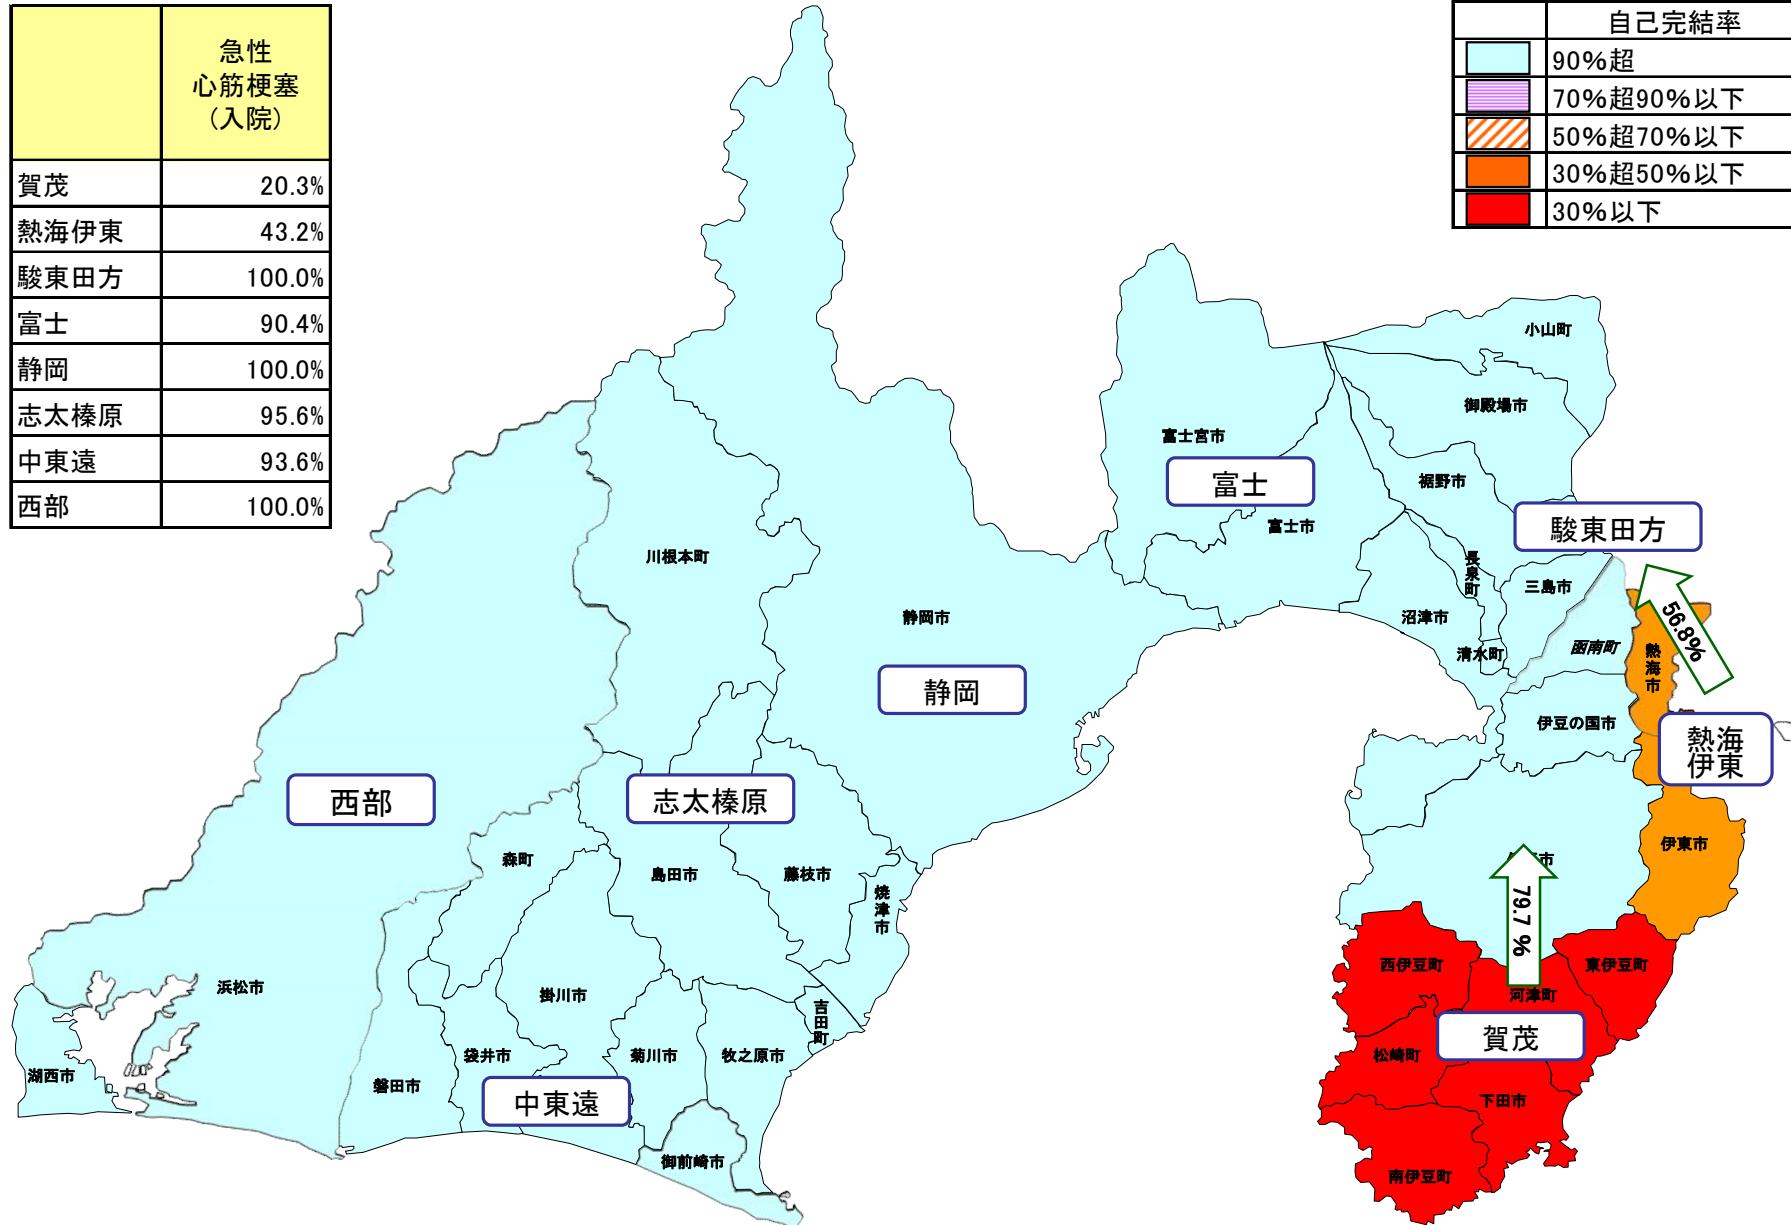 急性
心筋梗塞
(入院)
賀茂 20.3%
熱海伊東 43.2%
駿東田方 100.0%
富士 90.4%
静岡 100.0%
志太榛原 95.6%
中東遠 93.6%
西部 100.0%
自己完結率
90%超
70%超90%以下
50%超70%以下
30%超50%以下
30%以下
小山町
御殿場市
富士宮市
富士
裾野市
富士市
駿東田方
川根本町
長泉町
三島市
静岡市
沼津市
56.8%
函南町
清水町
熱海市
静岡
伊豆の国市
熱海
伊東
西部
志太榛原
森町
島田市
藤枝市
焼津市
伊東市
市
79.7 %
西伊豆町
東伊豆町
浜松市
掛川市
河津町
吉田町
賀茂
袋井市
菊川市
牧之原市
松崎町
湖西市
磐田市
中東遠
下田市
御前崎市
南伊豆町